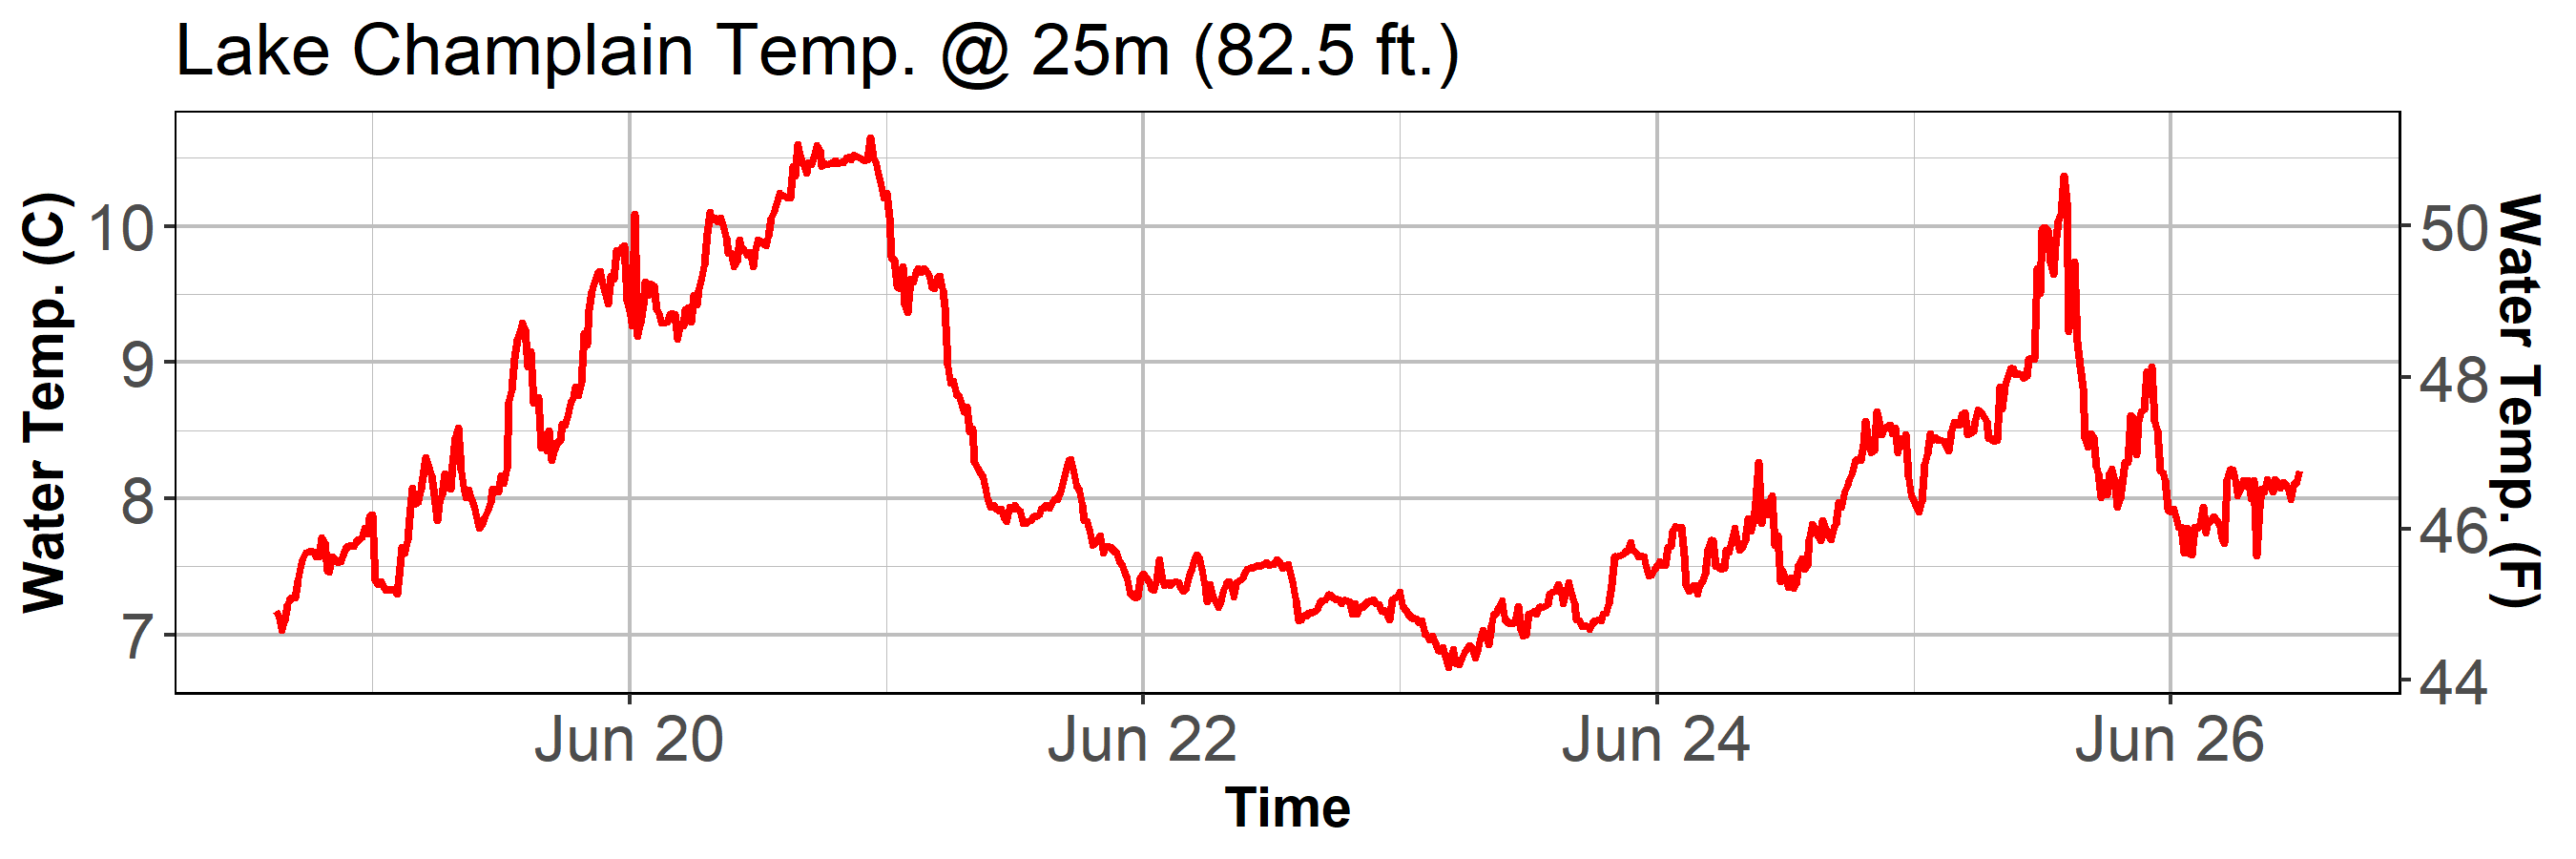 Lake Champlain Temp. @ 25m (82.5 ft.)
Water Temp. (C)
10
9
8
7
50
48
46
44
Water Temp. (F)
Jun 20 Jun 22 Jun 24 Jun 26
Time